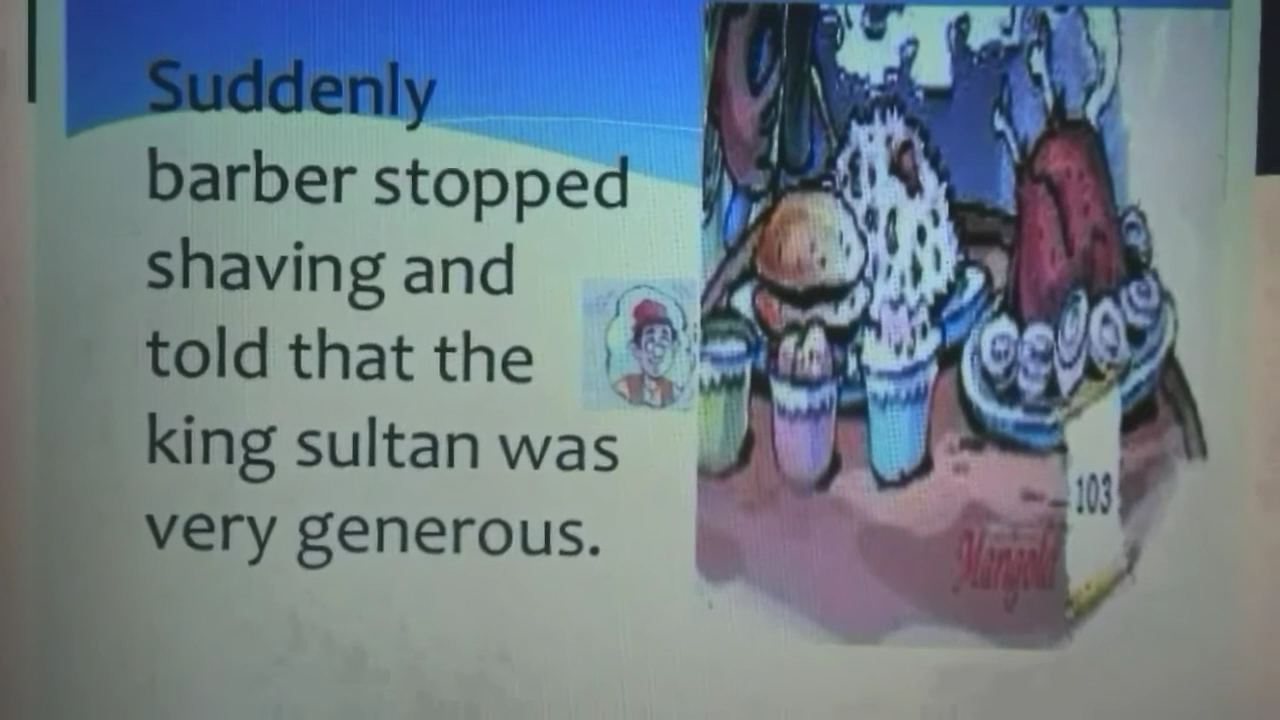 Suddenly
barber stopped
shaving and
told that the
king sultan was
very generous.
103
Marigold